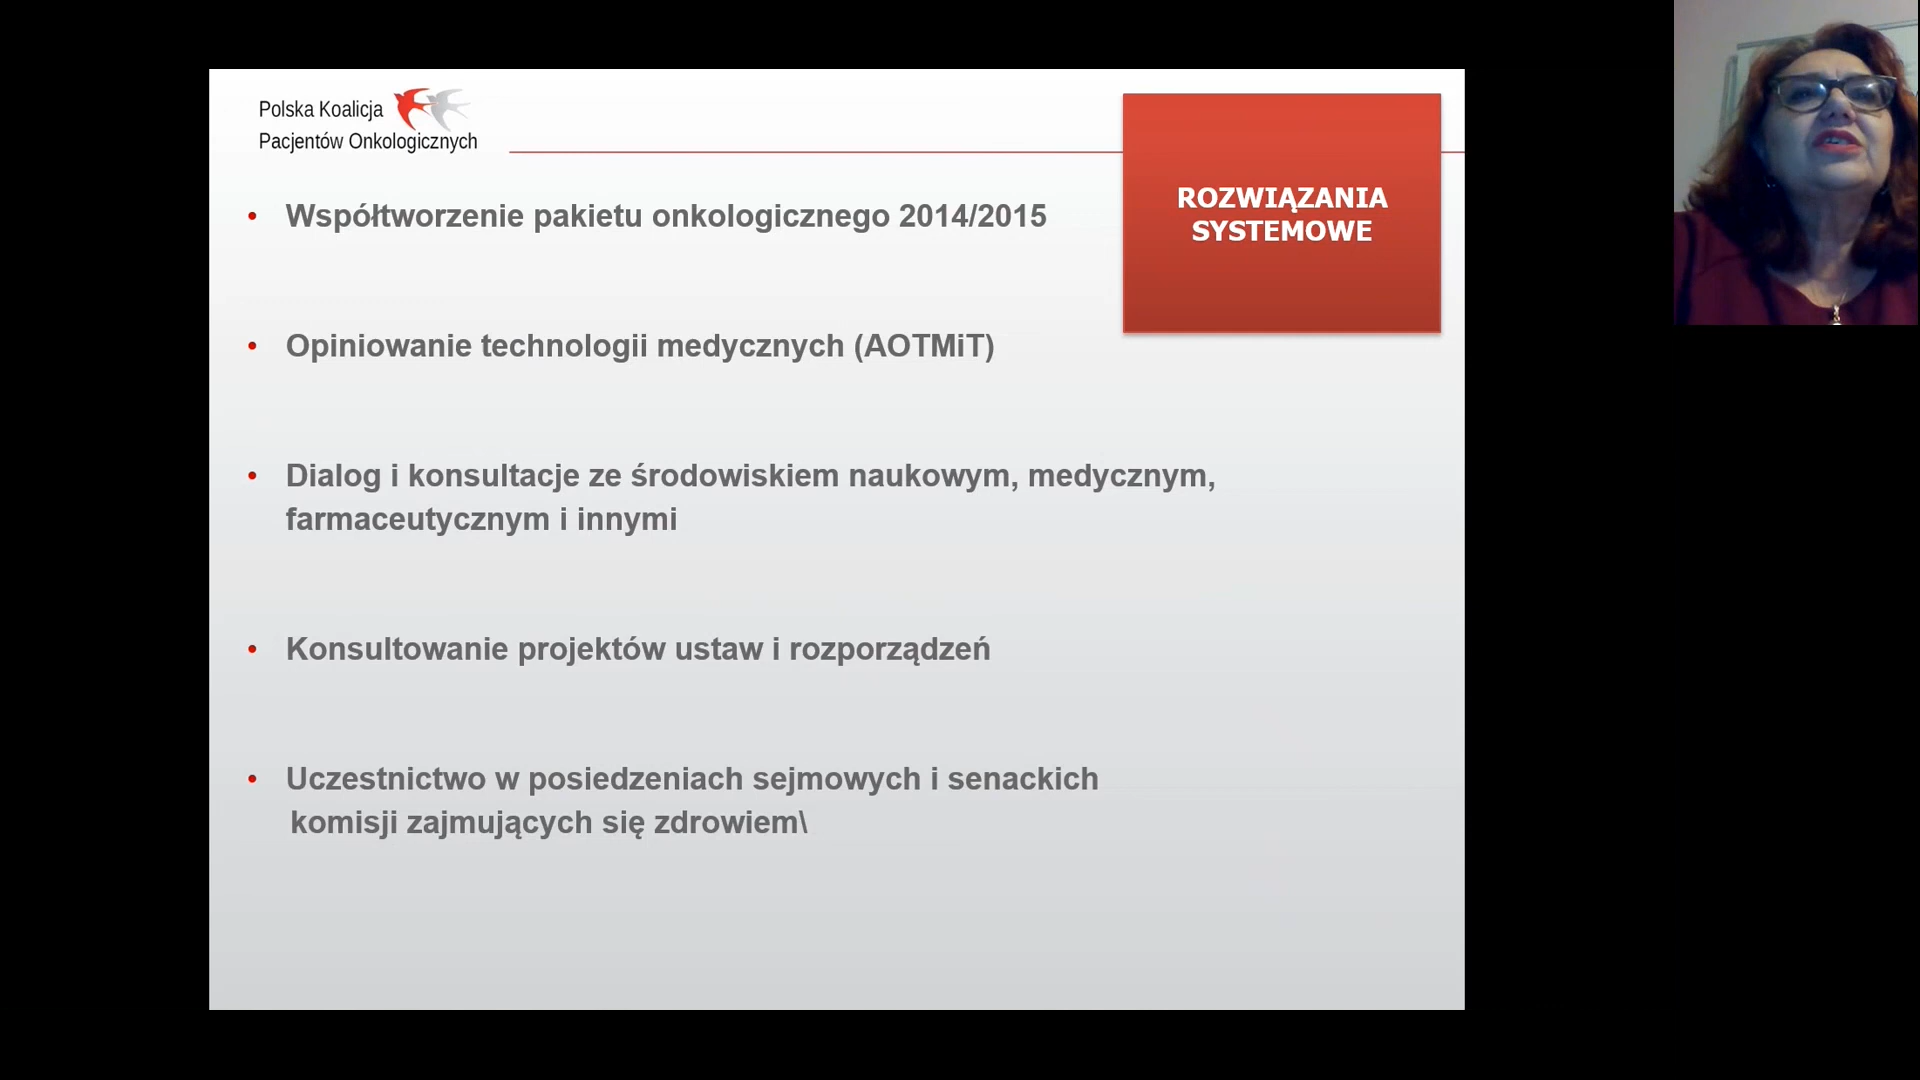 Polska Koalicja
Pacjentów Onkologicznych
ROZWIĄZANIA
SYSTEMOWE
• Współtworzenie pakietu onkologicznego 2014/2015
• Opiniowanie technologii medycznych (AOTMiT)
• Dialog i konsultacje ze środowiskiem naukowym, medycznym,
farmaceutycznym i innymi
• Konsultowanie projektów ustaw i rozporządzeń
• Uczestnictwo w posiedzeniach sejmowych i senackich
komisji zajmujących się zdrowiem\